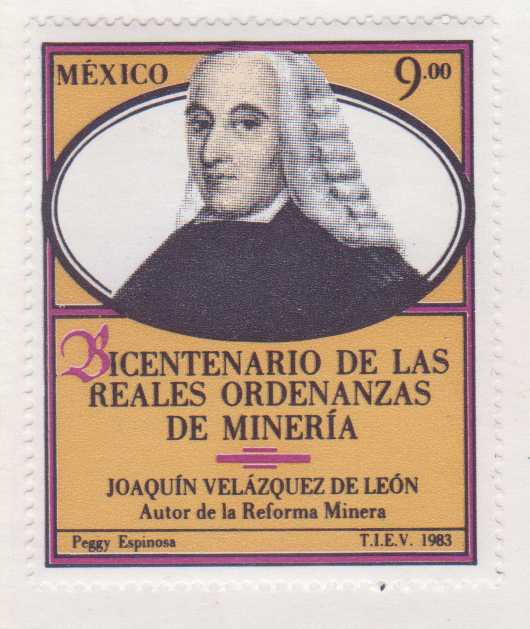 MÉXICO 9.00
BICENTENARIO DE LAS
REALES ORDENANZAS
DE MINERÍA
JOAQUÍN VELÁZQUEZ DE LEÓN
Autor de la Reforma Minera
Peggy Espinosa T.I.E.V. 1983